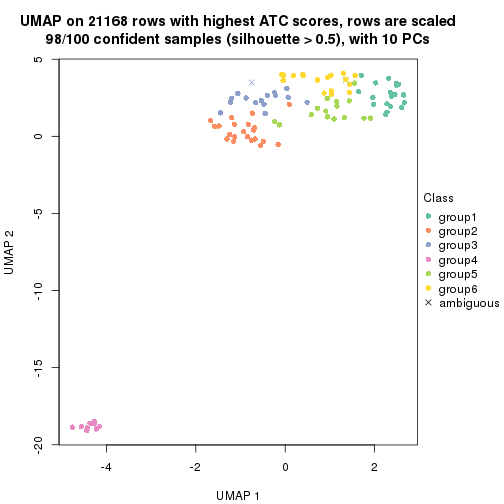 UMAP on 21168 rows with highest ATC scores, rows are scaled
98/100 confident samples (silhouette > 0.5), with 10 PCs
5
0
-5
-10
-15
-20
UMAP 2
-4
-2
0
2
UMAP 1
Class
group1
group2
group3
group4
group5
group6
ambiguous